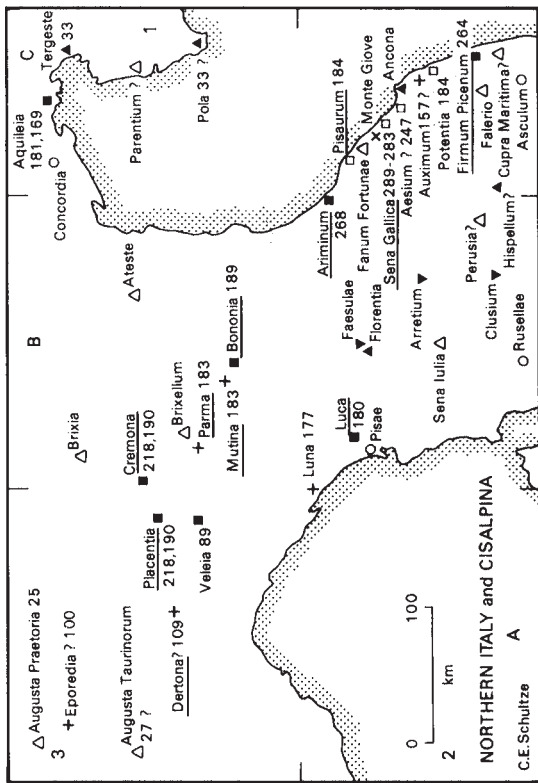 Augusta Praetoria 25
3
Eporedia ? 100
Augusta Taurinorum
27 ?
Dertona? 109
Placentia
218,190
Veleia 89
Brixia
Cremona
218,190
Brixellum
Parma 183
Mutina 183
Bononia 189
B
Ateste
Aquileia
181,169
Concordia
Tergeste
33
C
Parentium ?
1
Pola 33 ?
Luna 177
Luca
180
Pisae
Faesulae
Florentia
Arretium
Sena Iulia
Clusium
Perusia?
Hispellum?
Rusellae
Ariminum
268
Pisaurum 184
Fanum Fortunae
Monte Giove
Sena Gallica 289-283
Ancona
Aesium ? 247
Auximum157?
Potentia 184
Firmum Picenum 264
Falerio
Cupra Maritima?
Asculum
0
100
km
2
NORTHERN ITALY and CISALPINA
C.E.Schultze
A